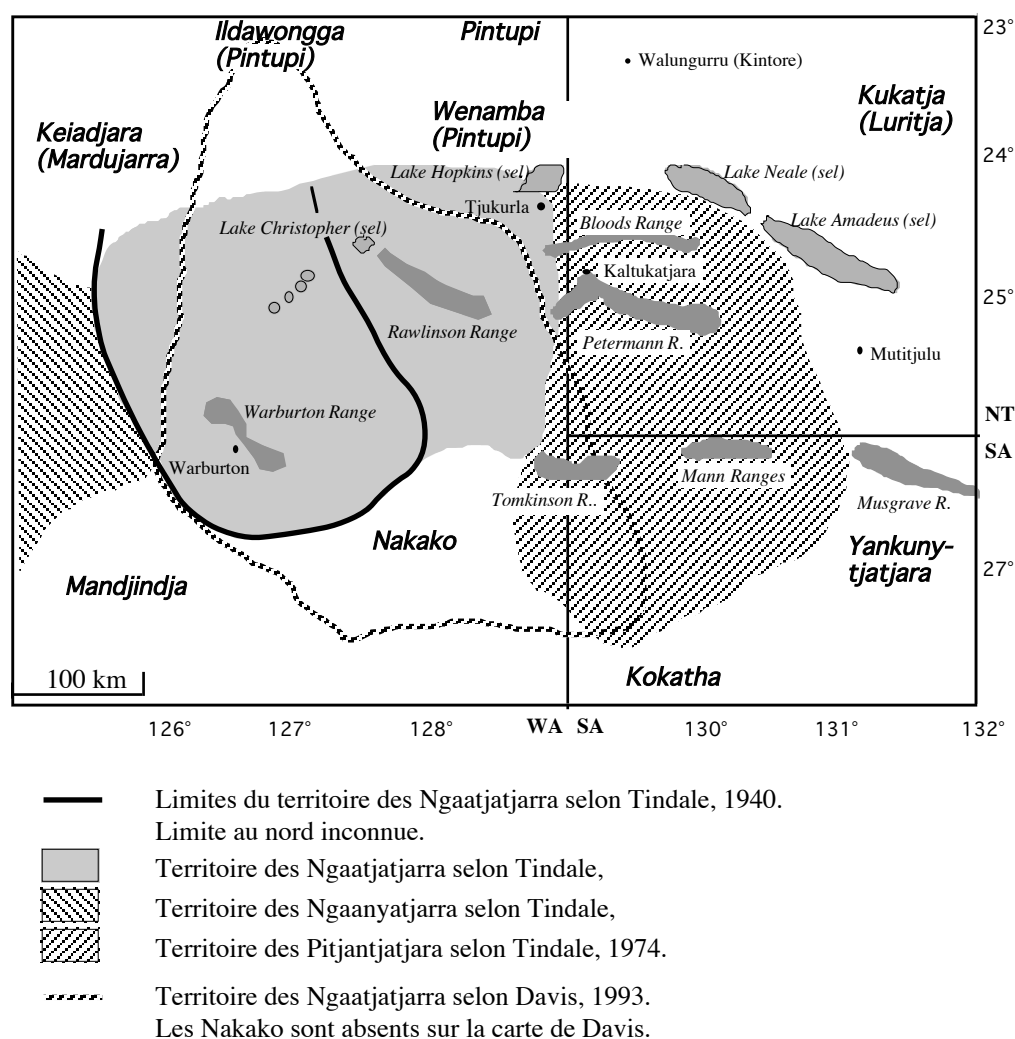 Ildawongga
(Pintupi)
Pintupi
23°
Walungurru (Kintore)
Kukatja
(Luritja)
Wenamba
(Pintupi)
Keiadjara
(Mardujarra)
24°
Lake Hopkins (sel)
Lake Neale (sel)
Tjukurla
Lake Christopher (sel)
Bloods Range
Lake Amadeus (sel)
Kaltukatjara
25°
Rawlinson Range
Petermann R.
Mutitjulu
Warburton Range
NT
SA
Warburton
Tomkinson R..
Mann Ranges
Musgrave R.
Nakako
Yankuny-
tjatjara
27°
Mandjindja
Kokatha
100 km
126°
127°
128°
WA SA
130°
131°
132°
Limites du territoire des Ngaatjatjarra selon Tindale, 1940.
Limite au nord inconnue.
Territoire des Ngaatjatjarra selon Tindale,
Territoire des Ngaanyatjarra selon Tindale,
Territoire des Pitjantjatjara selon Tindale, 1974.
Territoire des Ngaatjatjarra selon Davis, 1993.
Les Nakako sont absents sur la carte de Davis.